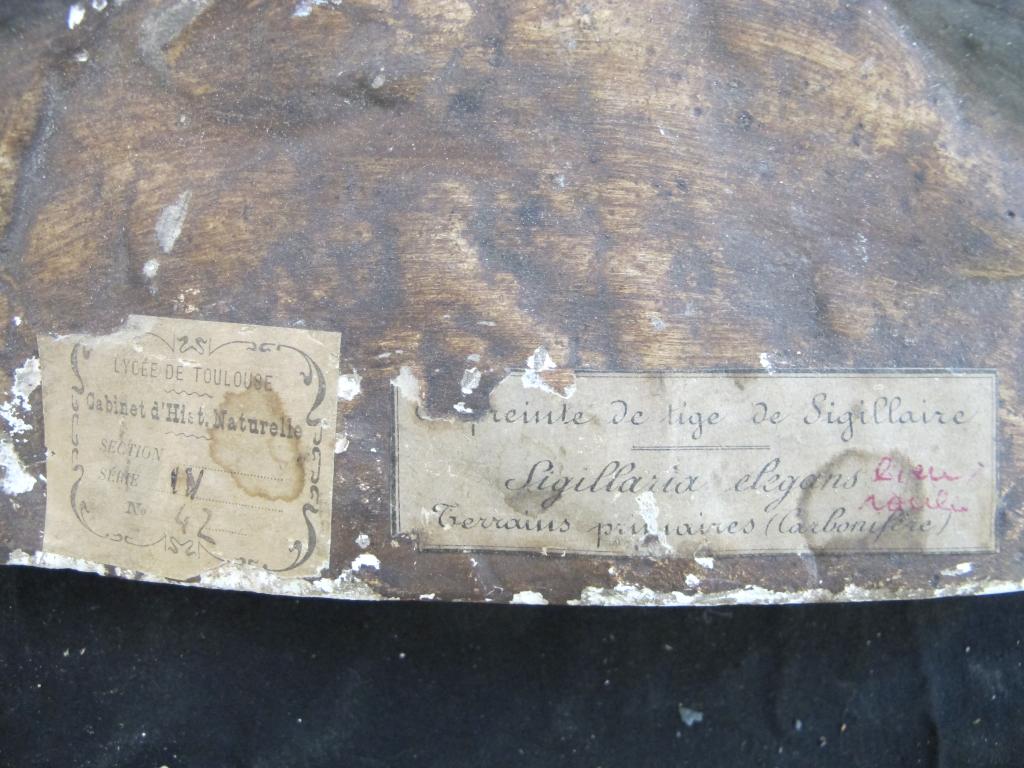 LYCÉE DE TOULOUSE
Cabinet d'Hist. Naturelle
SECTION
SÉRIE IV
No 42
preinte de tige de Sigillaire
Sigillaria elegans
Terrains primaires (Carbonifère)